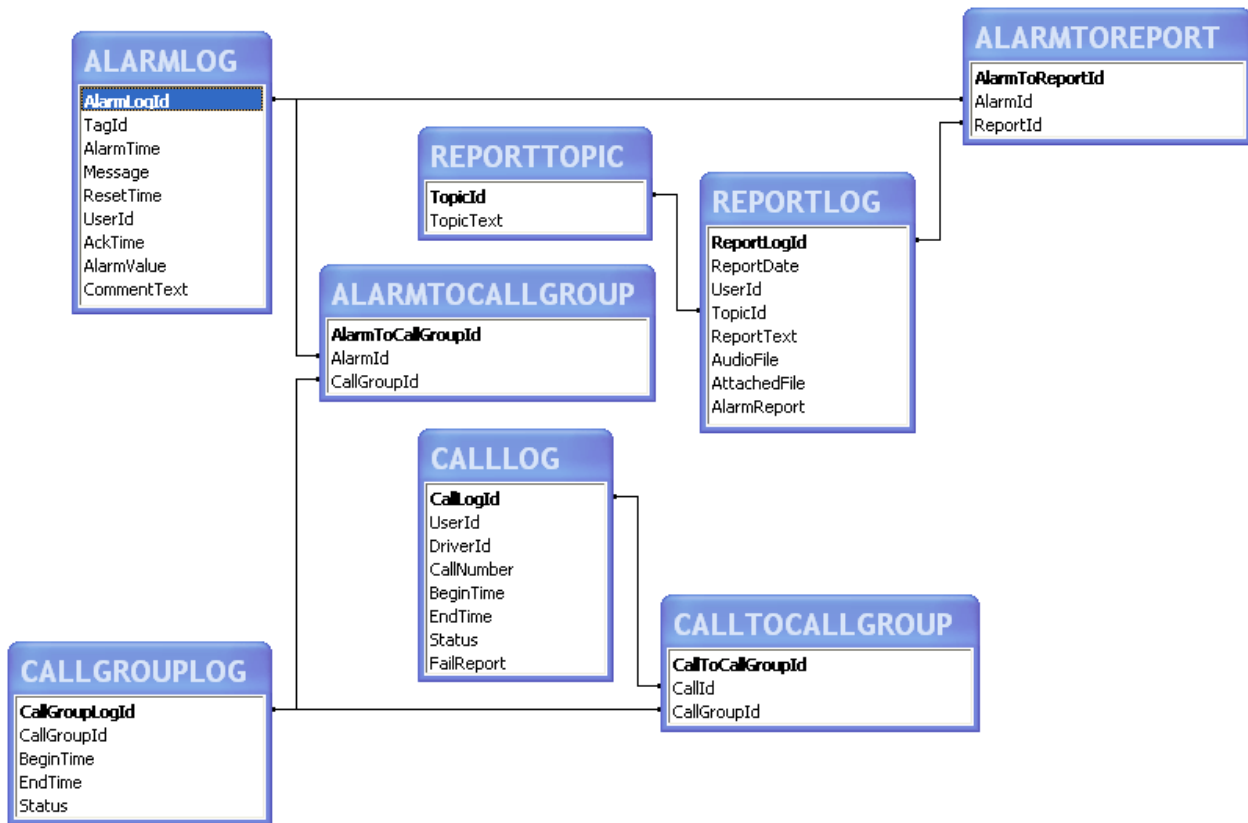 ALARMLOG
AlarmLogId
TagId
AlarmTime
Message
ResetTime
UserId
AckTime
AlarmValue
CommentText
ALARMTOREPORT
AlarmToReportId
AlarmId
ReportId
REPORTTOPIC
TopicId
TopicText
REPORTLOG
ReportLogId
ReportDate
UserId
TopicId
ReportText
AudioFile
AttachedFile
AlarmReport
ALARMTOCALLGROUP
AlarmToCallGroupId
AlarmId
CallGroupId
CALLLOG
CallLogId
UserId
DriverId
CallNumber
BeginTime
EndTime
Status
FailReport
CALLTOCALLGROUP
CallToCallGroupId
CallId
CallGroupId
CALLGROUPLOG
CallGroupLogId
CallGroupId
BeginTime
EndTime
Status